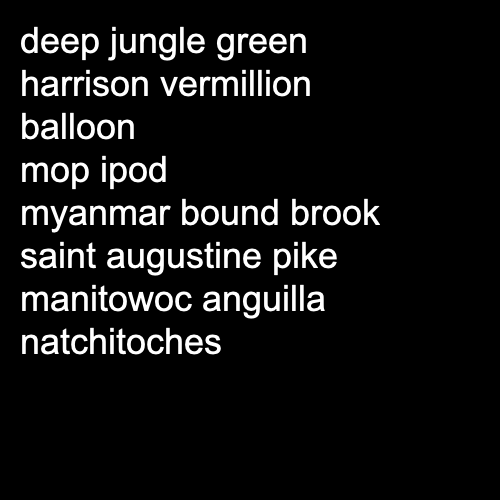 deep jungle green
harrison vermillion
balloon
mop ipod
myanmar bound brook
saint augustine pike
manitowoc anguilla
natchitoches